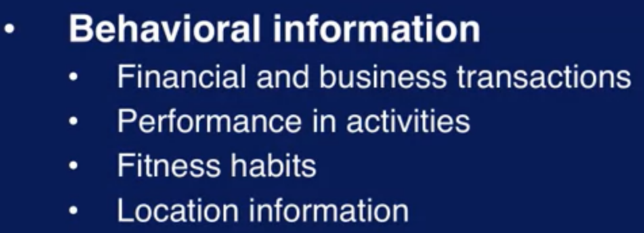 • Behavioral information
• Financial and business transactions
• Performance in activities
• Fitness habits
• Location information